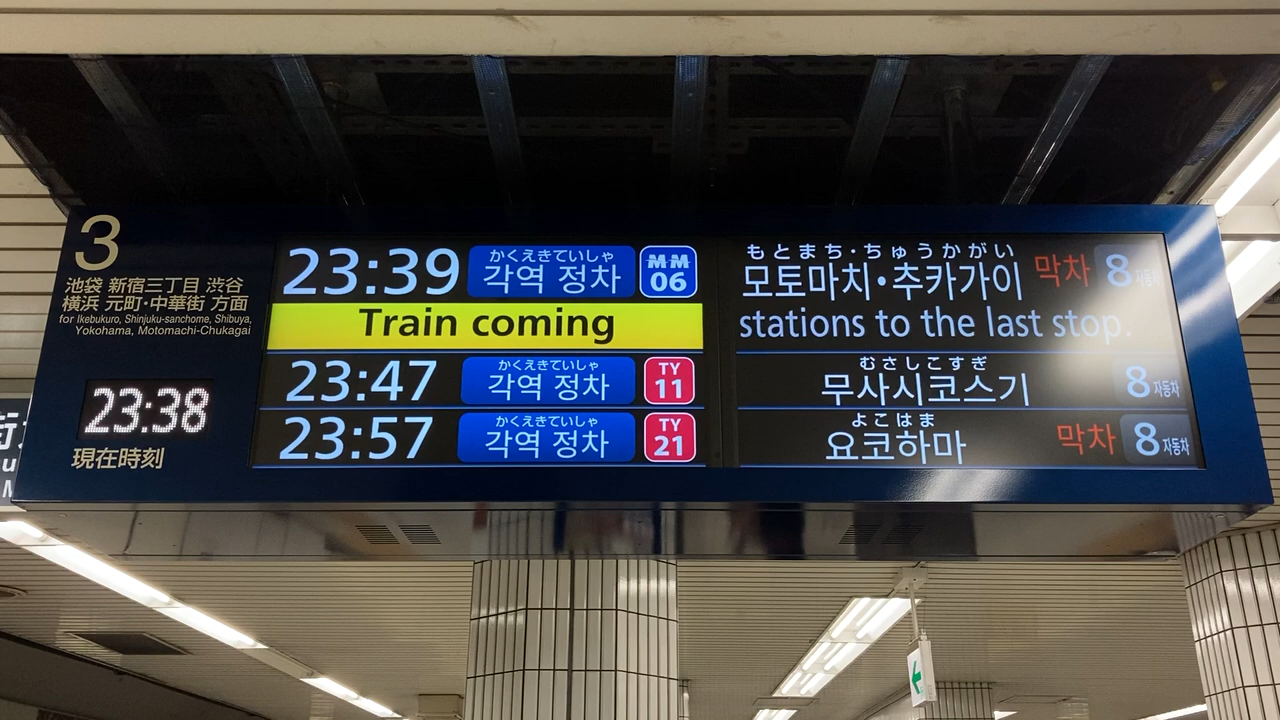 3
池袋 新宿三丁目 渋谷
横浜 元町・中華街 方面
for Ikebukuro, Shinjuku-sanchome, Shibuya,
Yokohama, Motomachi-Chukagai
23:38
現在時刻
かくえきていしゃ もとまち・ちゅうかがい
23:39 각역 정차 MM 06 모토마치・추카가이 막차 8 자동차
Train coming stations to the last stop.
かくえきていしゃ むさしこすぎ
23:47 각역 정차 TY 11 무사시코스기 8 자동차
かくえきていしゃ よこはま
23:57 각역 정차 TY 21 요코하마 막차 8 자동차